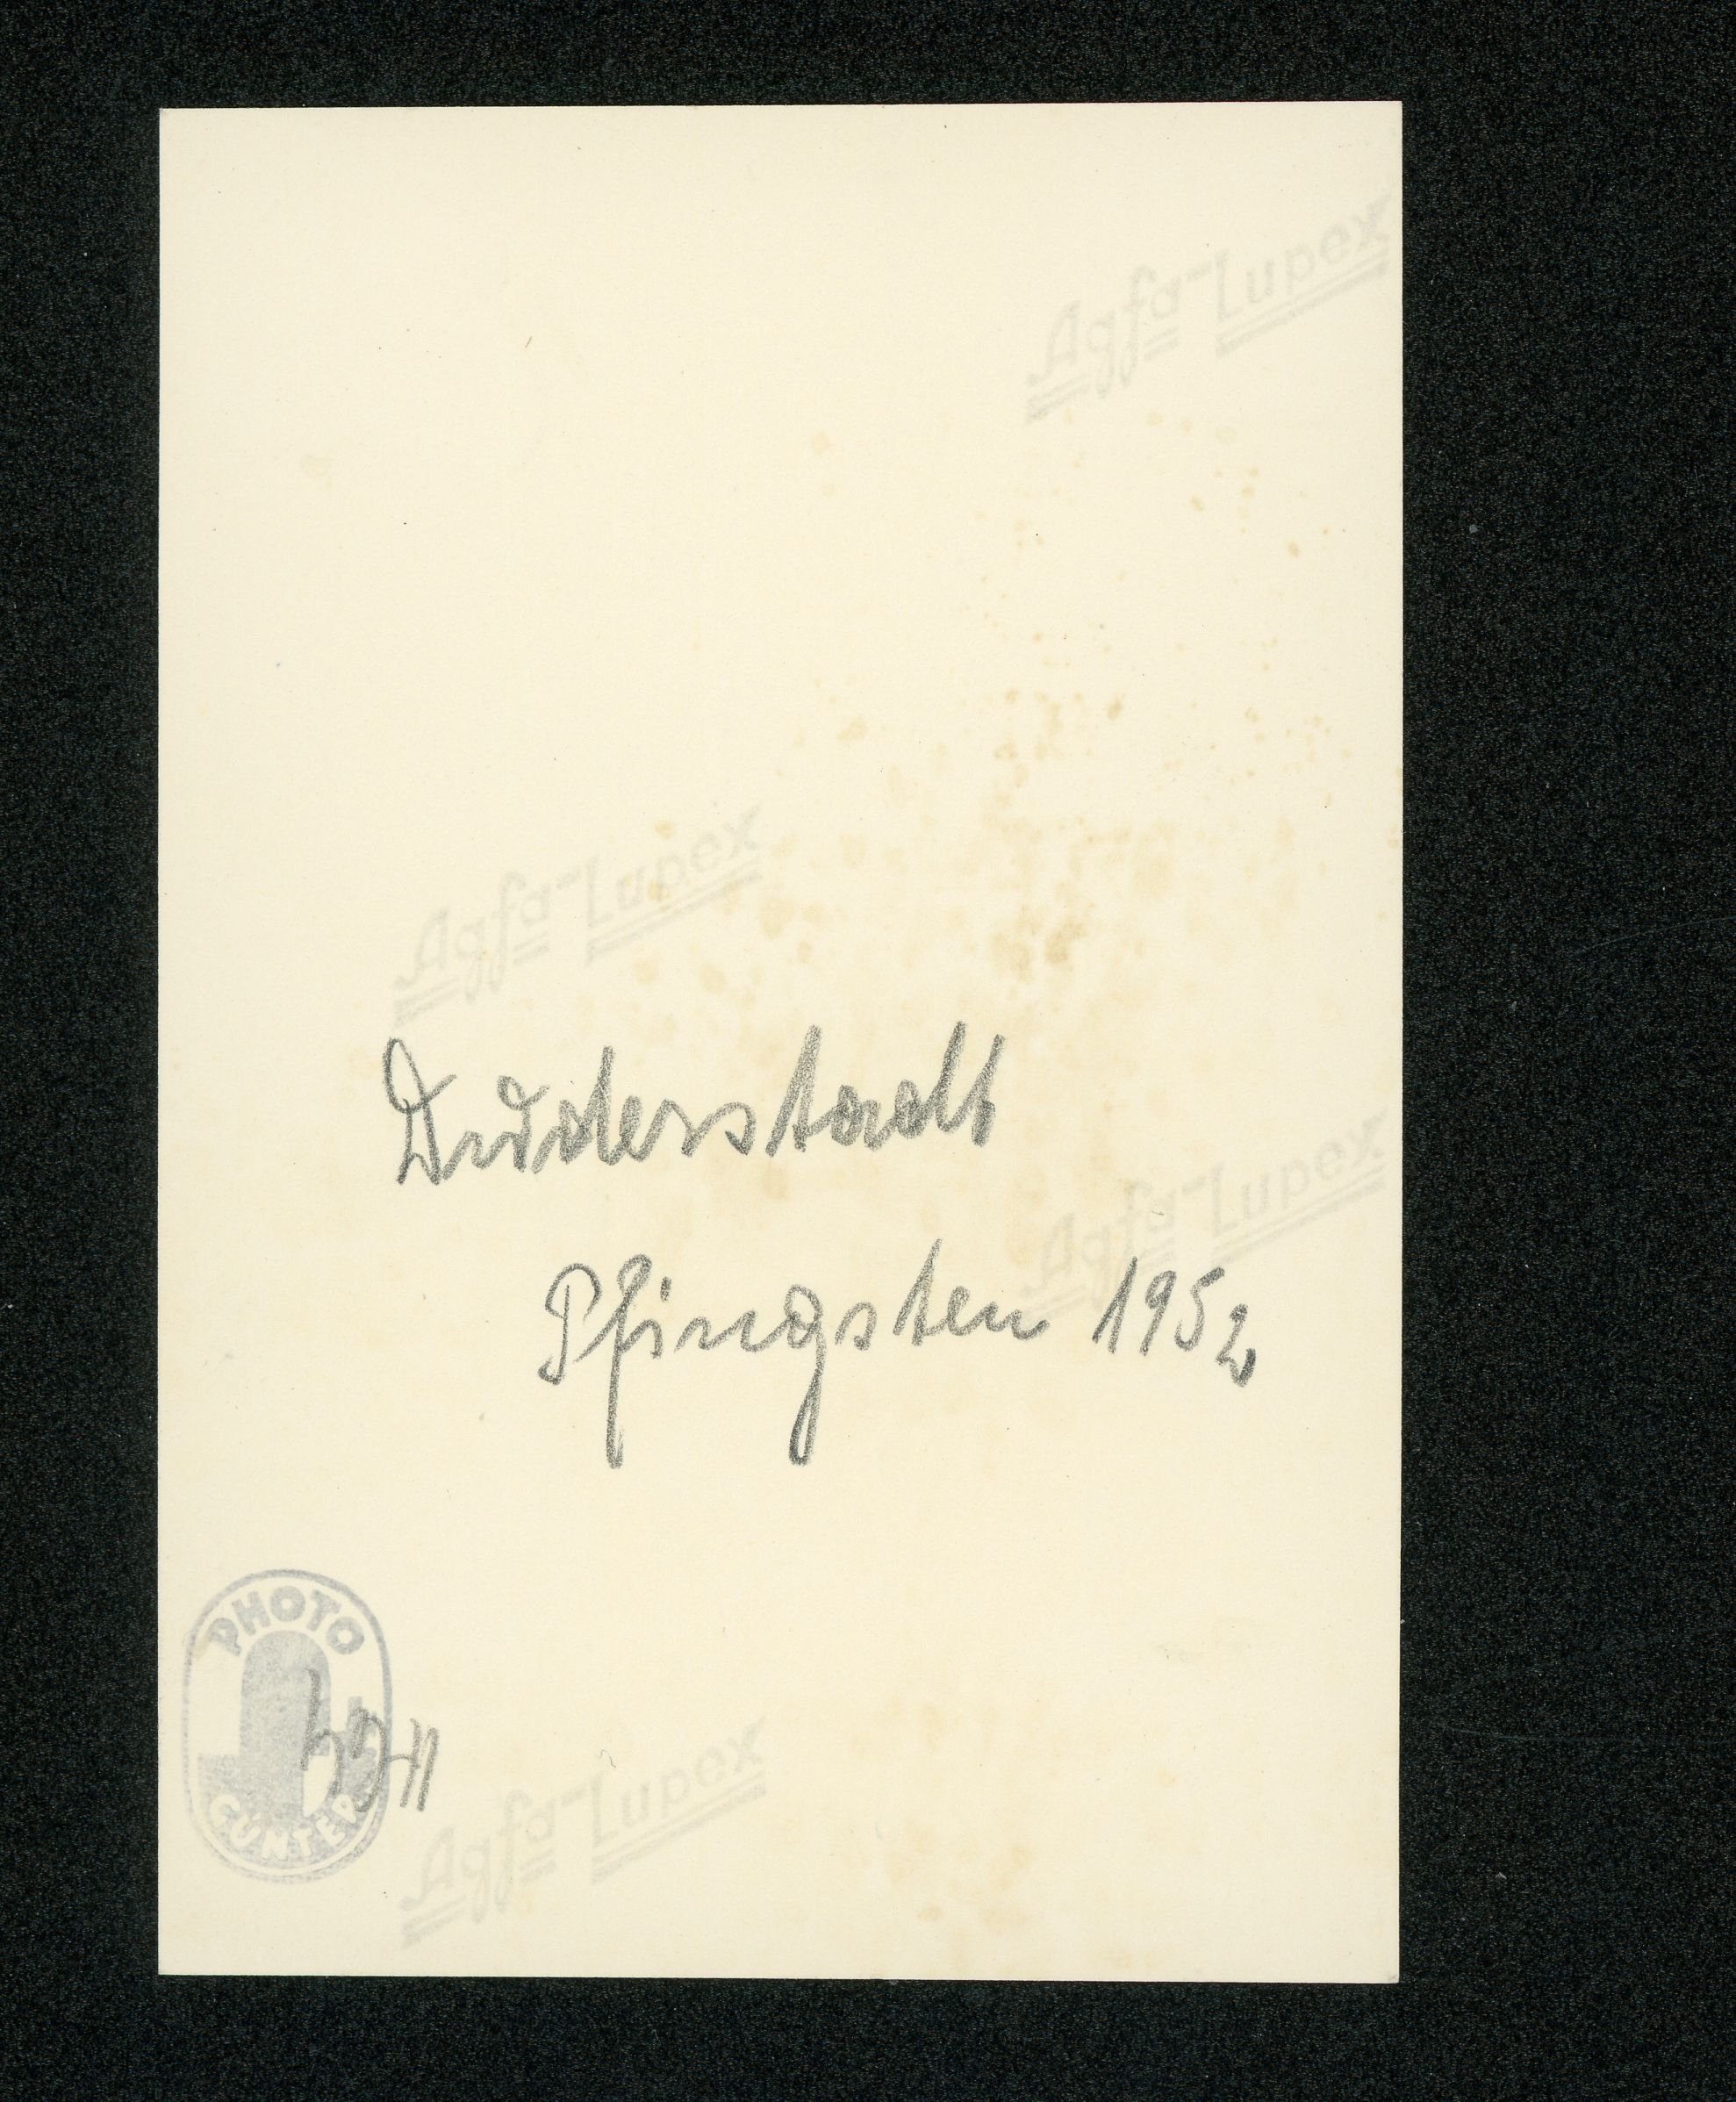 Agfa-Lupex
Agfa-Lupex
Duderstadt
Agfa-Lupex
Pfingsten 1952
PHOTO
GÜNTER
Agfa-Lupex